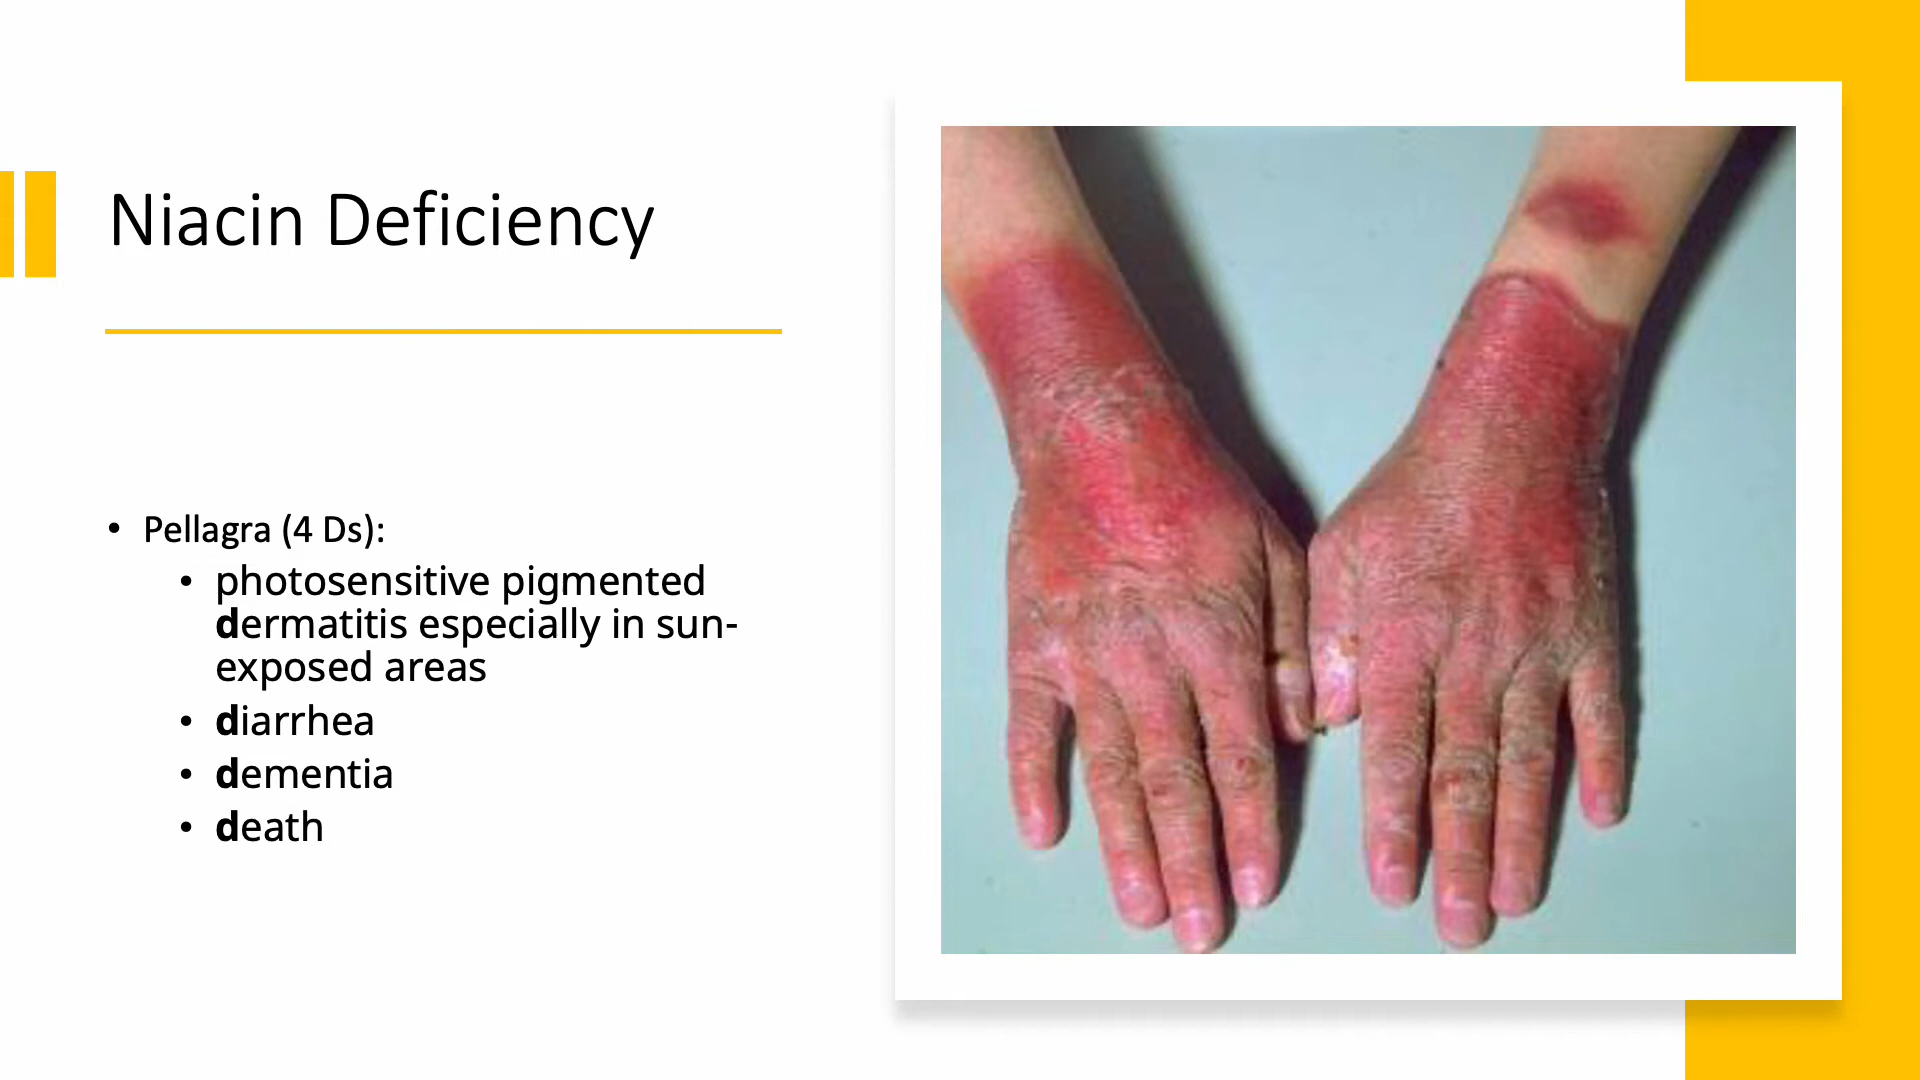 Niacin Deficiency
• Pellagra (4 Ds):
• photosensitive pigmented
dermatitis especially in sun-
exposed areas
• diarrhea
• dementia
• death